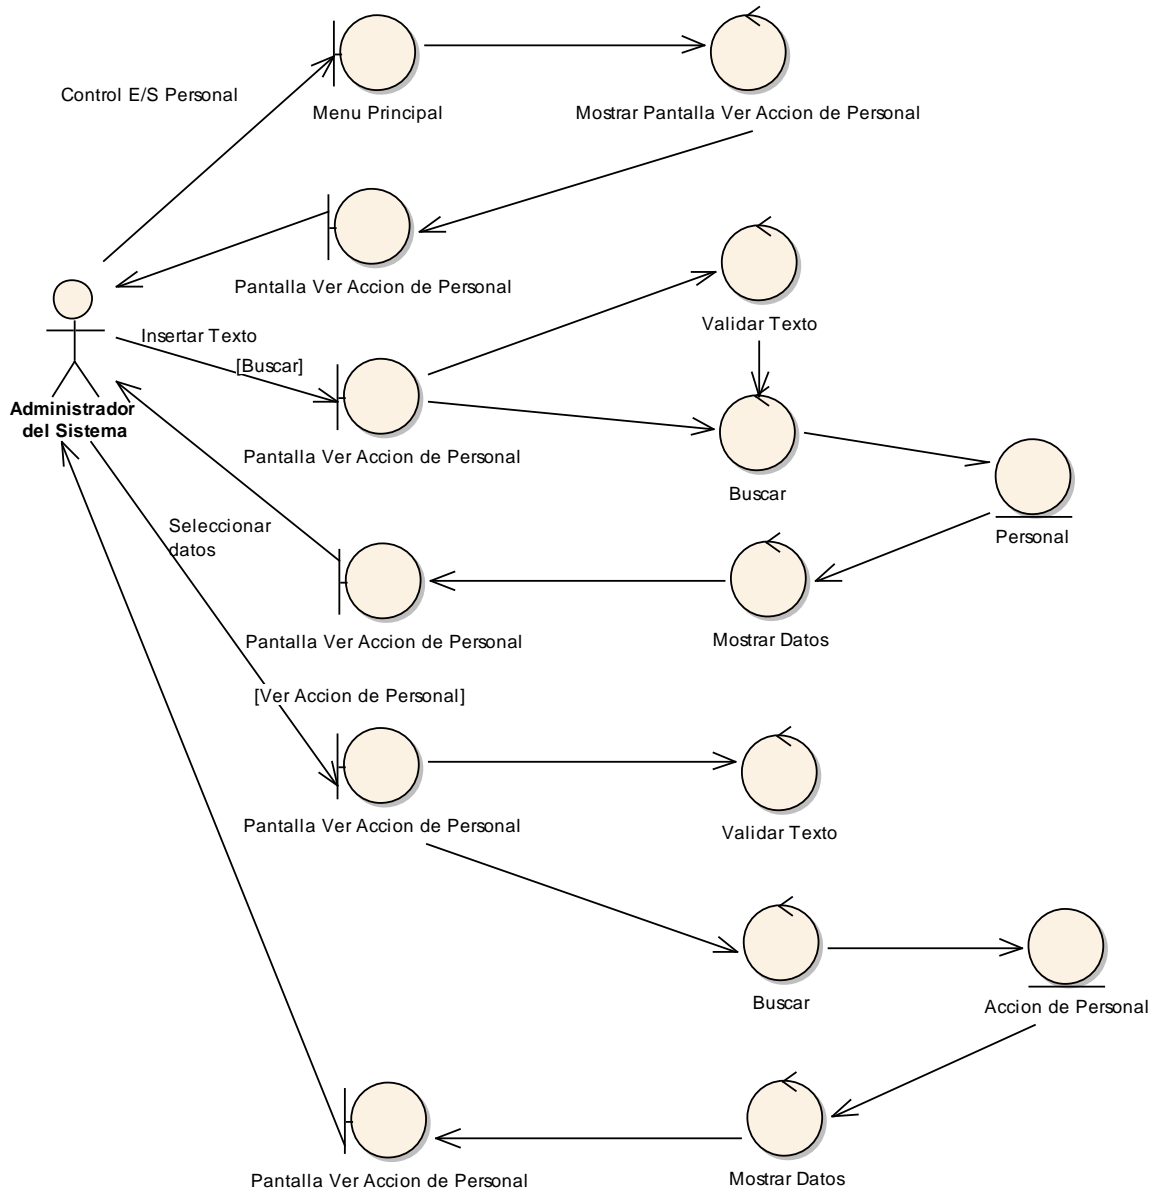 Control E/S Personal
Menu Principal
Mostrar Pantalla Ver Accion de Personal
Pantalla Ver Accion de Personal
Validar Texto
Insertar Texto
[Buscar]
Administrador
del Sistema
Pantalla Ver Accion de Personal
Buscar
Personal
Seleccionar
datos
Pantalla Ver Accion de Personal
Mostrar Datos
[Ver Accion de Personal]
Pantalla Ver Accion de Personal
Validar Texto
Buscar
Accion de Personal
Pantalla Ver Accion de Personal
Mostrar Datos